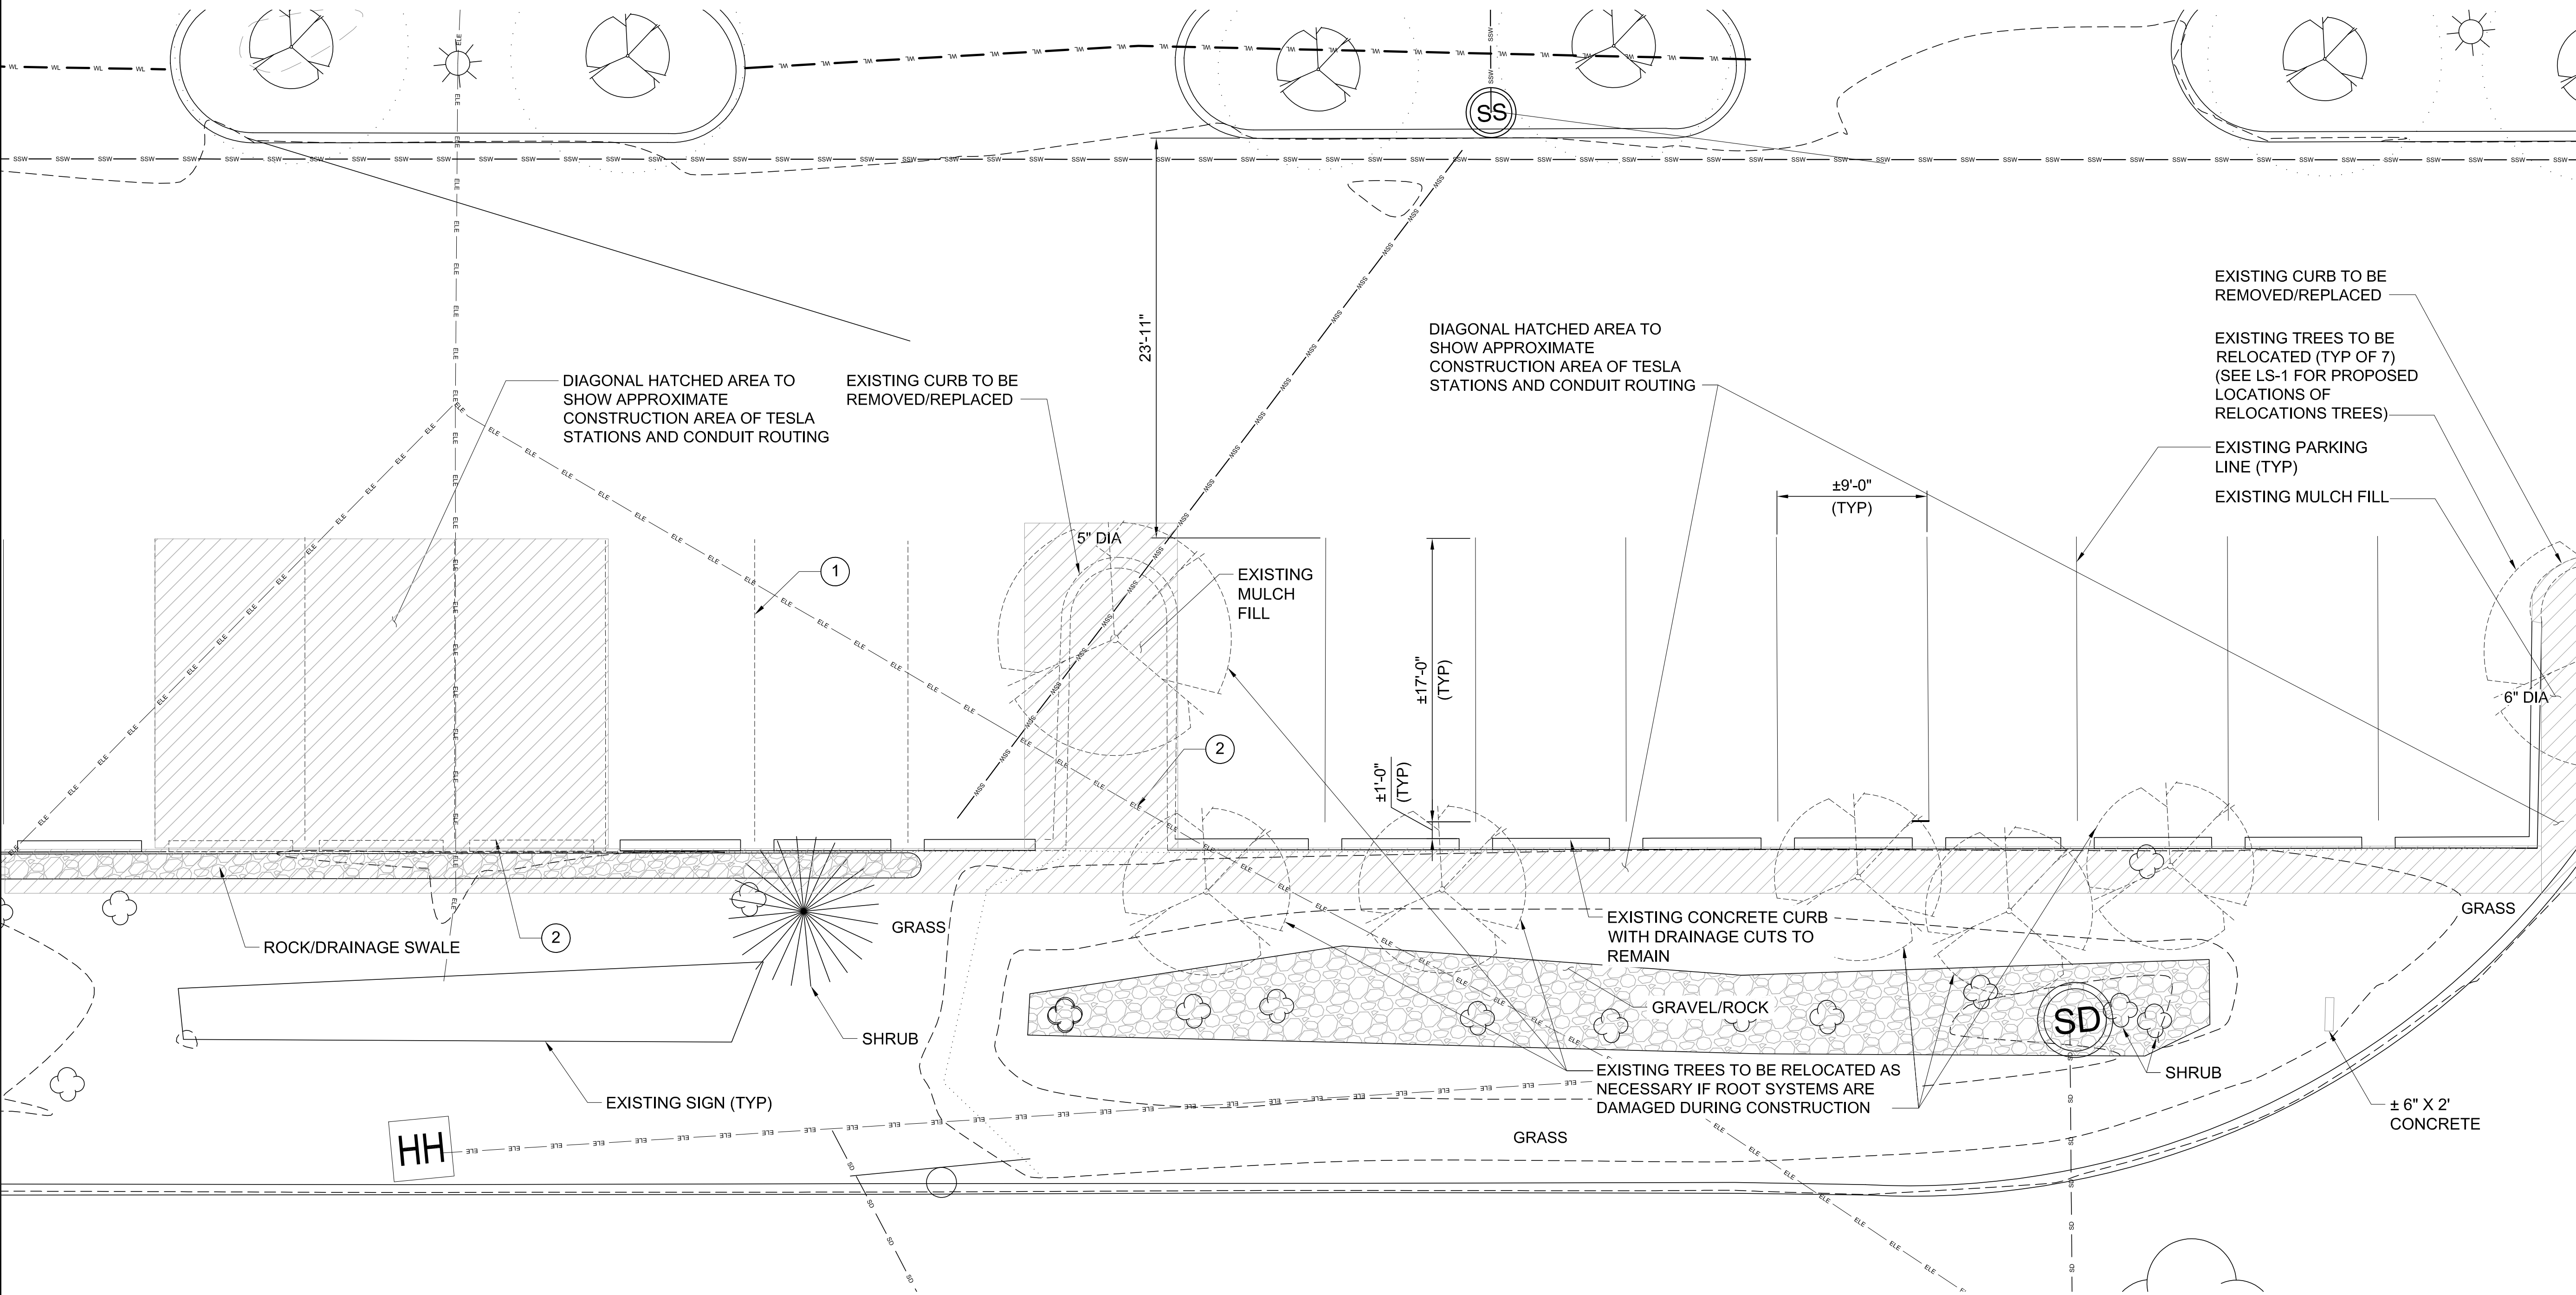 WL
SSW
ELE
SS
23'-11"
EXISTING CURB TO BE
REMOVED/REPLACED
EXISTING TREES TO BE
RELOCATED (TYP OF 7)
(SEE LS-1 FOR PROPOSED
LOCATIONS OF
RELOCATIONS TREES)
EXISTING PARKING
LINE (TYP)
EXISTING MULCH FILL
DIAGONAL HATCHED AREA TO
SHOW APPROXIMATE
CONSTRUCTION AREA OF TESLA
STATIONS AND CONDUIT ROUTING
DIAGONAL HATCHED AREA TO
SHOW APPROXIMATE
CONSTRUCTION AREA OF TESLA
STATIONS AND CONDUIT ROUTING
EXISTING CURB TO BE
REMOVED/REPLACED
±9'-0"
(TYP)
5" DIA
1
EXISTING
MULCH
FILL
±17'-0"
(TYP)
6" DIA
2
±1'-0"
(TYP)
GRASS
GRASS
2
ROCK/DRAINAGE SWALE
EXISTING CONCRETE CURB
WITH DRAINAGE CUTS TO
REMAIN
GRAVEL/ROCK
SD
SHRUB
SHRUB
EXISTING SIGN (TYP)
EXISTING TREES TO BE RELOCATED AS
NECESSARY IF ROOT SYSTEMS ARE
DAMAGED DURING CONSTRUCTION
± 6" X 2'
CONCRETE
GRASS
HH
SD